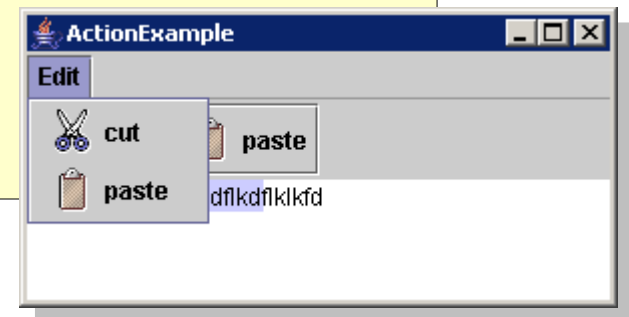 ActionExample
Edit
cut
paste
paste
dflkdflklkfd